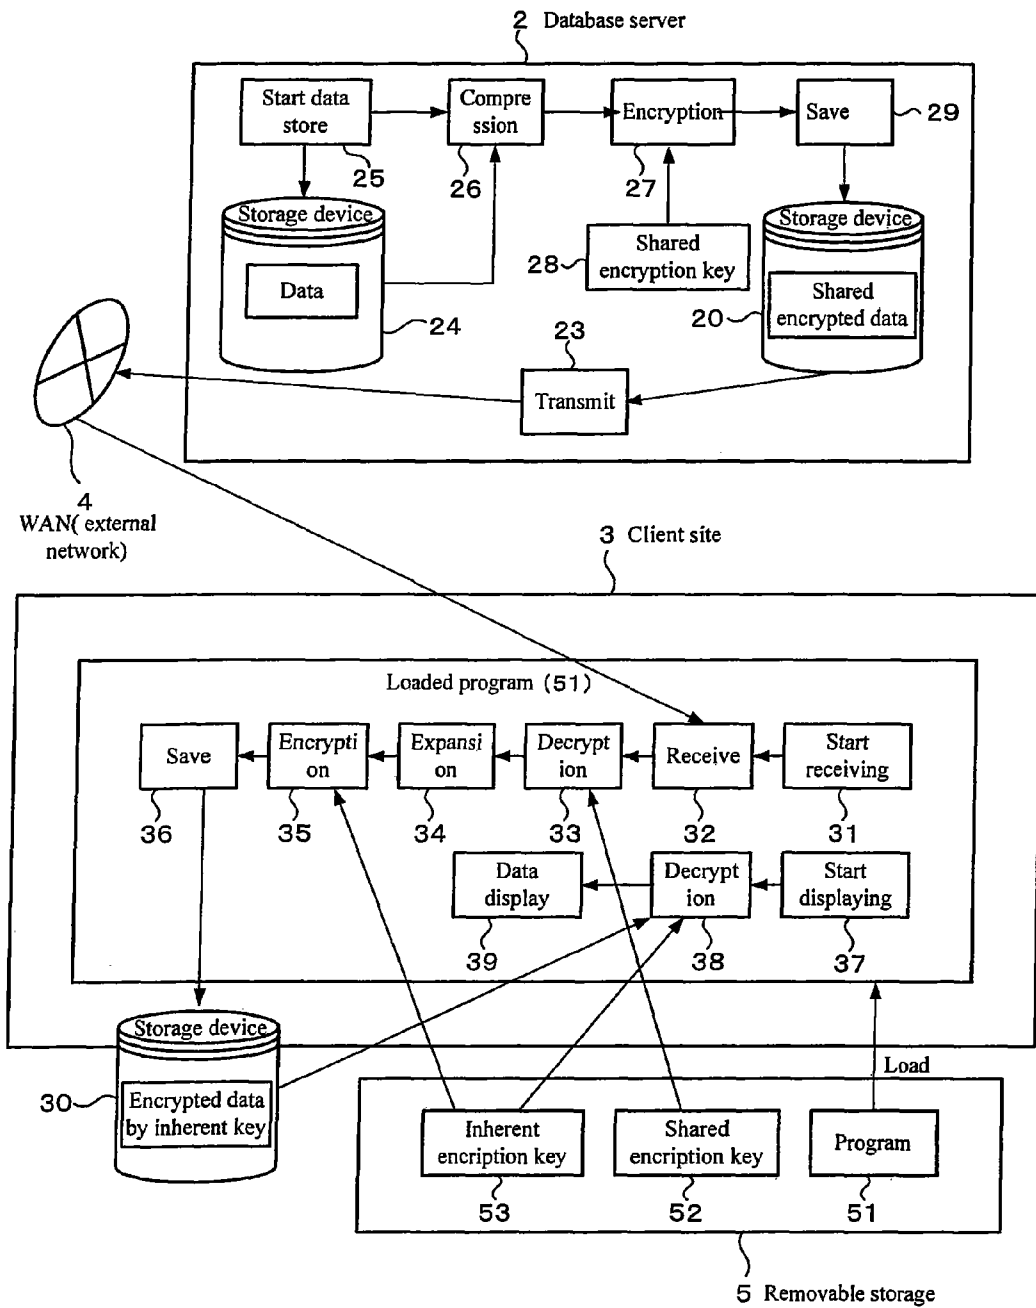 2 Database server
Start data
store
Compre
ssion
Encryption
Save
29
25
26
27
Storage device
Storage device
Shared
encryption key
28
Data
24
20
Shared
encrypted data
23
Transmit
4
WAN( external
network)
3 Client site
Loaded program (51)
Save
Encrypti
on
Expansi
on
Decrypt
ion
Receive
Start
receiving
36
35
34
33
32
31
Data
display
Decrypt
ion
Start
displaying
39
38
37
Storage device
Load
30
Encrypted data
by inherent key
Inherent
encription key
Shared
encription key
Program
53
52
51
5 Removable storage